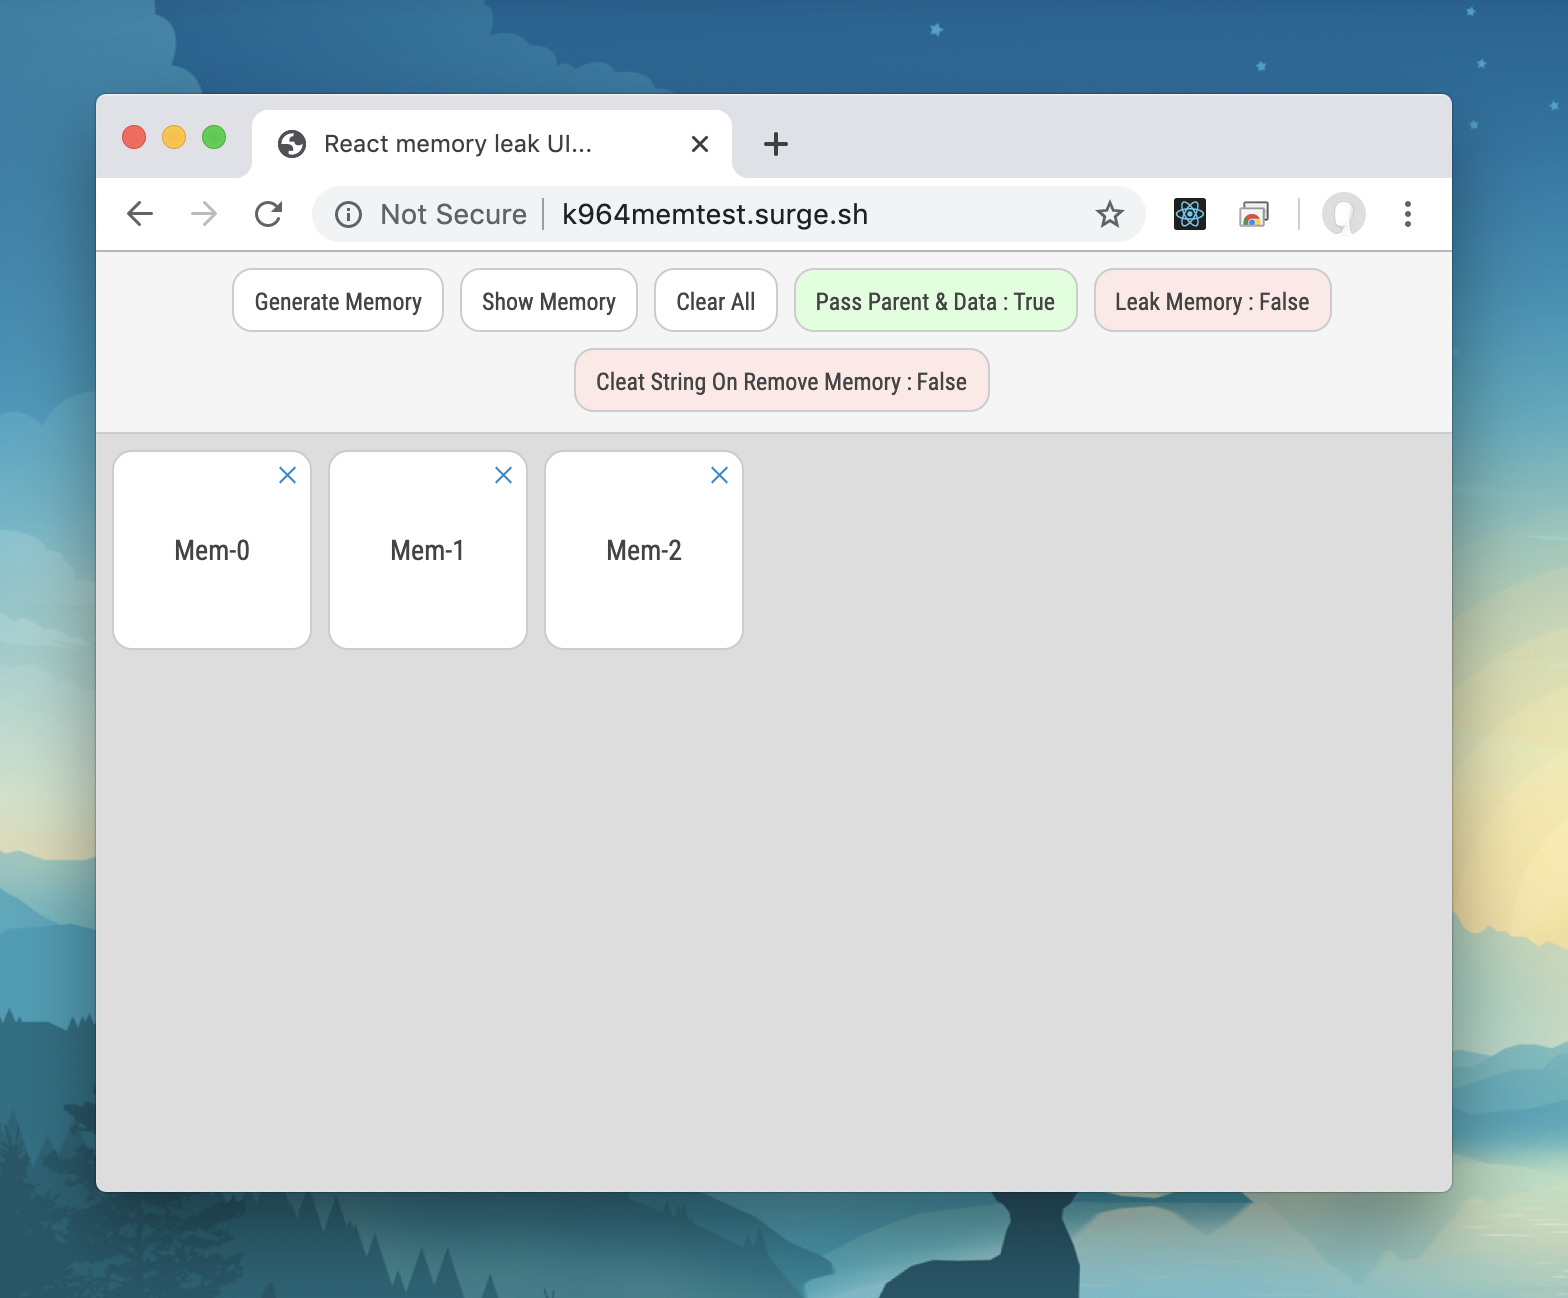 React memory leak UI...
Not Secure
k964memtest.surge.sh
Generate Memory
Show Memory
Clear All
Pass Parent & Data : True
Leak Memory : False
Cleat String On Remove Memory : False
Mem-0
Mem-1
Mem-2